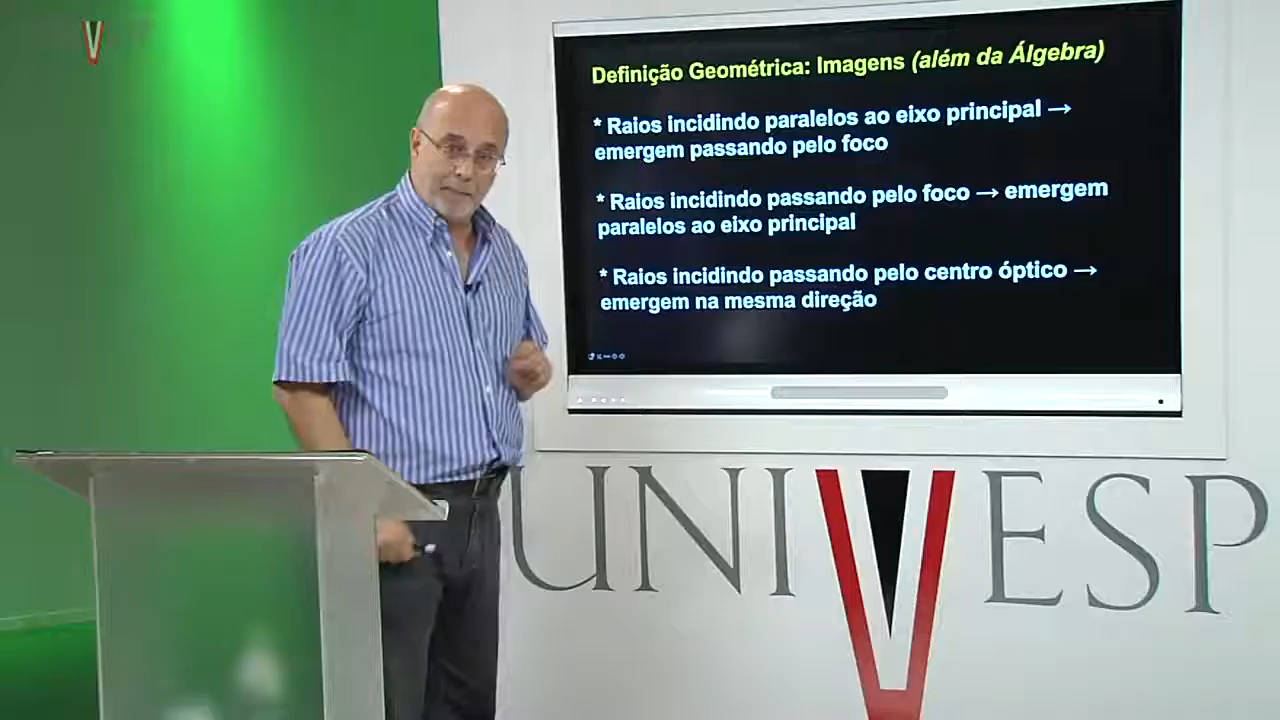 Definição Geométrica: Imagens (além da Álgebra)
* Raios incidindo paralelos ao eixo principal →
emergem passando pelo foco
* Raios incidindo passando pelo foco → emergem
paralelos ao eixo principal
* Raios incidindo passando pelo centro óptico →
emergem na mesma direção
UNIVESP